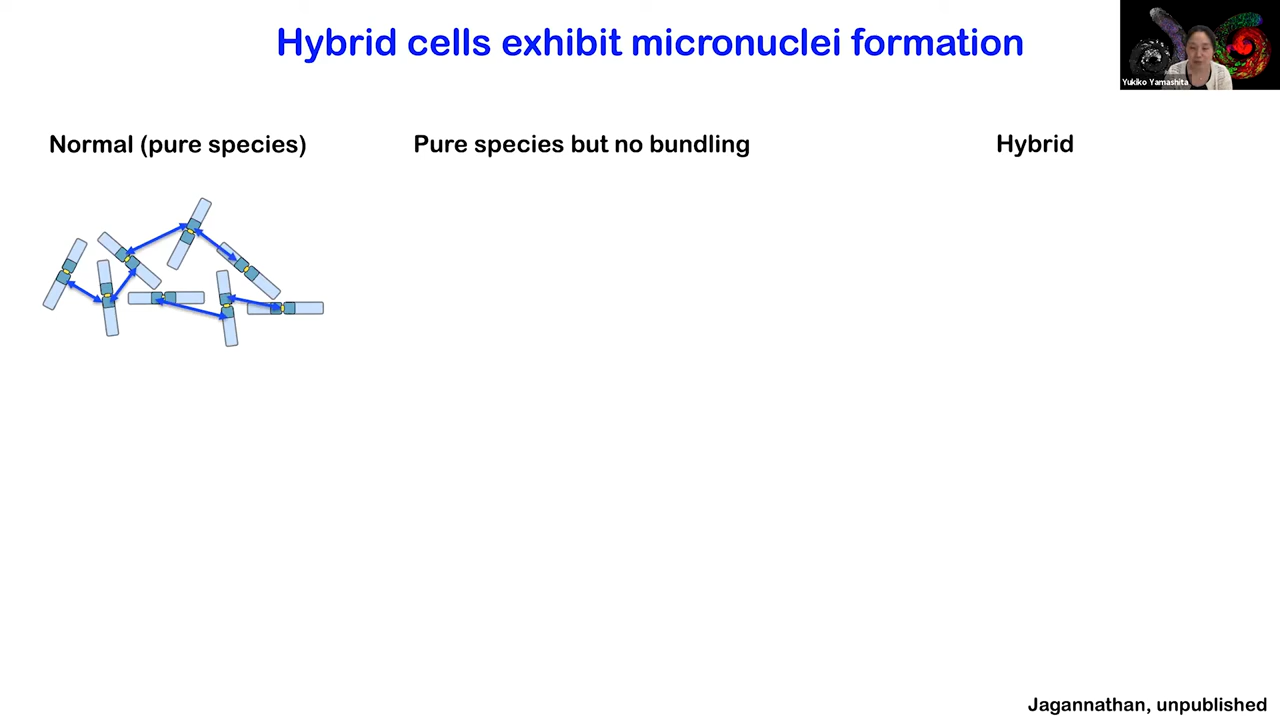 Hybrid cells exhibit micronuclei formation
Yukiko Yamashita
Normal (pure species)
Pure species but no bundling
Hybrid
Jagannathan, unpublished